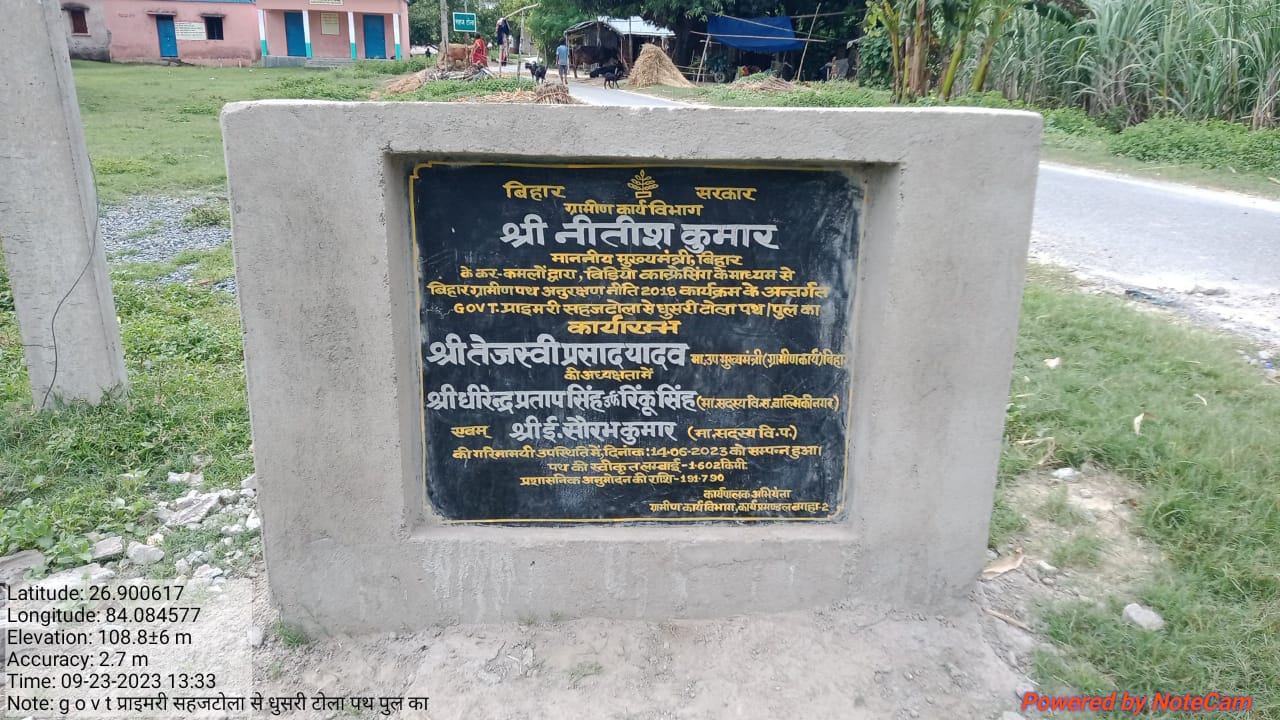 सहज टोला
बिहार सरकार
ग्रामीण कार्य विभाग
श्री नीतीश कुमार
माननीय मुख्यमंत्री, बिहार
के कर-कमलों द्वारा, विडियो कान्फ्रेसिंग के माध्यम से
बिहार ग्रामीण पथ अनुरक्षण नीति 2018 कार्यक्रम के अन्तर्गत
GOVT. प्राइमरी सहजटोला से धुसरी टोला पथ/पुल का
कार्यारम्भ
श्री तेजस्वी प्रसाद यादव मा. उप मुख्यमंत्री (ग्रामीण कार्य) बिहा
की अध्यक्षता में
श्री धीरेन्द्र प्रताप सिंह उर्फ रिंकू सिंह (मा. सदस्य वि.स. वाल्मिकीनगर)
एवम् श्री ई. सौरभ कुमार (मा. सदस्य वि.प.)
की गरिमामयी उपस्थिति में, दिनांक:14-06-2023 को सम्पन्न हुआ।
पथ की स्वीकृत लम्बाई-1.602किमी.
प्रशासनिक अनुमोदन की राशि-191.790
कार्यपालक अभियंता
ग्रामीण कार्य विभाग, कार्य प्रमण्डल बगहा-2
Latitude: 26.900617
Longitude: 84.084577
Elevation: 108.8±6 m
Accuracy: 2.7 m
Time: 09-23-2023 13:33
Note: g o v t प्राइमरी सहजटोला से धुसरी टोला पथ पुल का
Powered by NoteCam